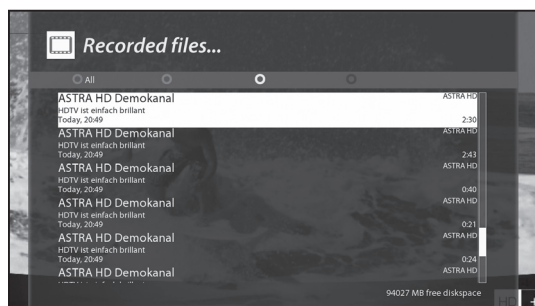 Recorded files...
All
ASTRA HD Demokanal ASTRA HD
HDTV ist einfach brillant
Today, 20:49 2:30
ASTRA HD Demokanal ASTRA HD
HDTV ist einfach brillant
Today, 20:49 2:43
ASTRA HD Demokanal ASTRA HD
HDTV ist einfach brillant
Today, 20:49 0:40
ASTRA HD Demokanal ASTRA HD
HDTV ist einfach brillant
Today, 20:49 0:21
ASTRA HD Demokanal ASTRA HD
HDTV ist einfach brillant
Today, 20:49 0:24
ASTRA HD Demokanal ASTRA HD
94027 MB free diskspace
HD +